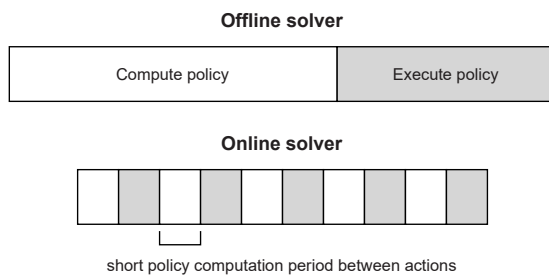 Offline solver
Compute policy
Execute policy
Online solver
short policy computation period between actions